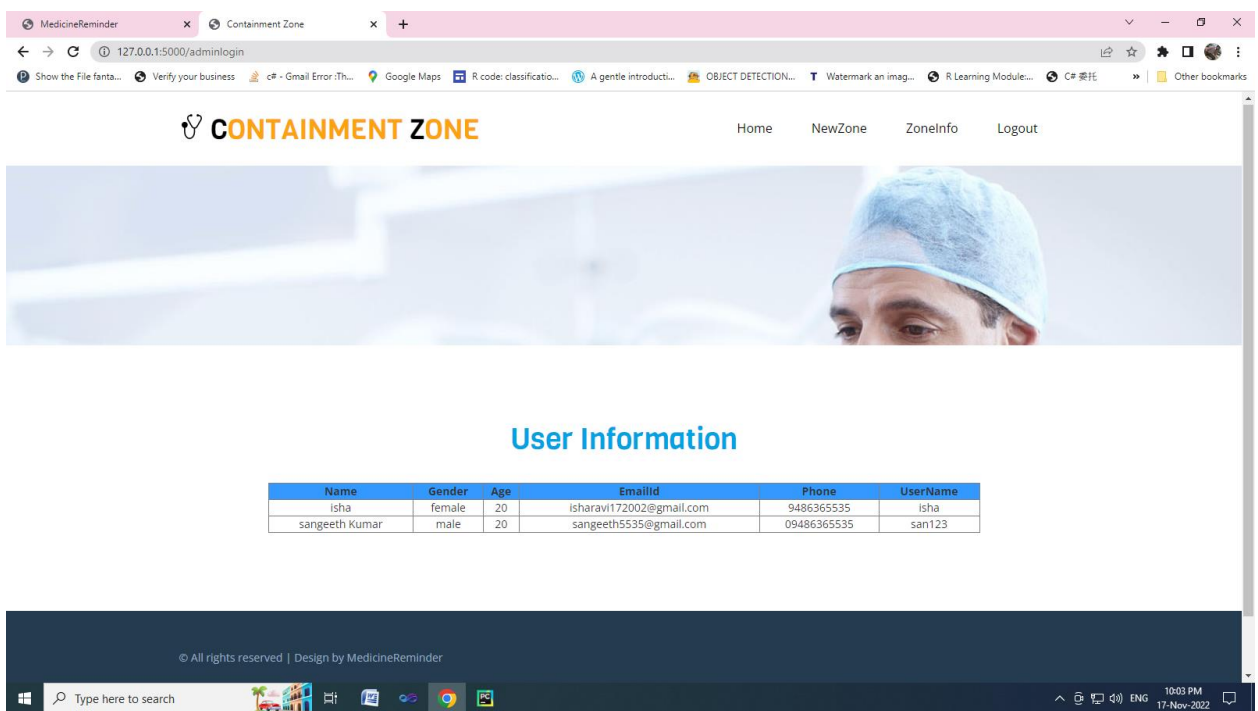 MedicineReminder Containment Zone
127.0.0.1:5000/adminlogin
Show the File fanta... Verify your business c# - Gmail Error :Th... Google Maps R code: classificatio... A gentle introducti... OBJECT DETECTION... Watermark an imag... R Learning Module:... C# 委托 » Other bookmarks
CONTAINMENT ZONE Home NewZone ZoneInfo Logout
User Information
Name Gender Age EmailId Phone UserName
isha female 20 isharavi172002@gmail.com 9486365535 isha
sangeeth Kumar male 20 sangeeth5535@gmail.com 09486365535 san123
© All rights reserved | Design by MedicineReminder
Type here to search ENG 10:03 PM
17-Nov-2022